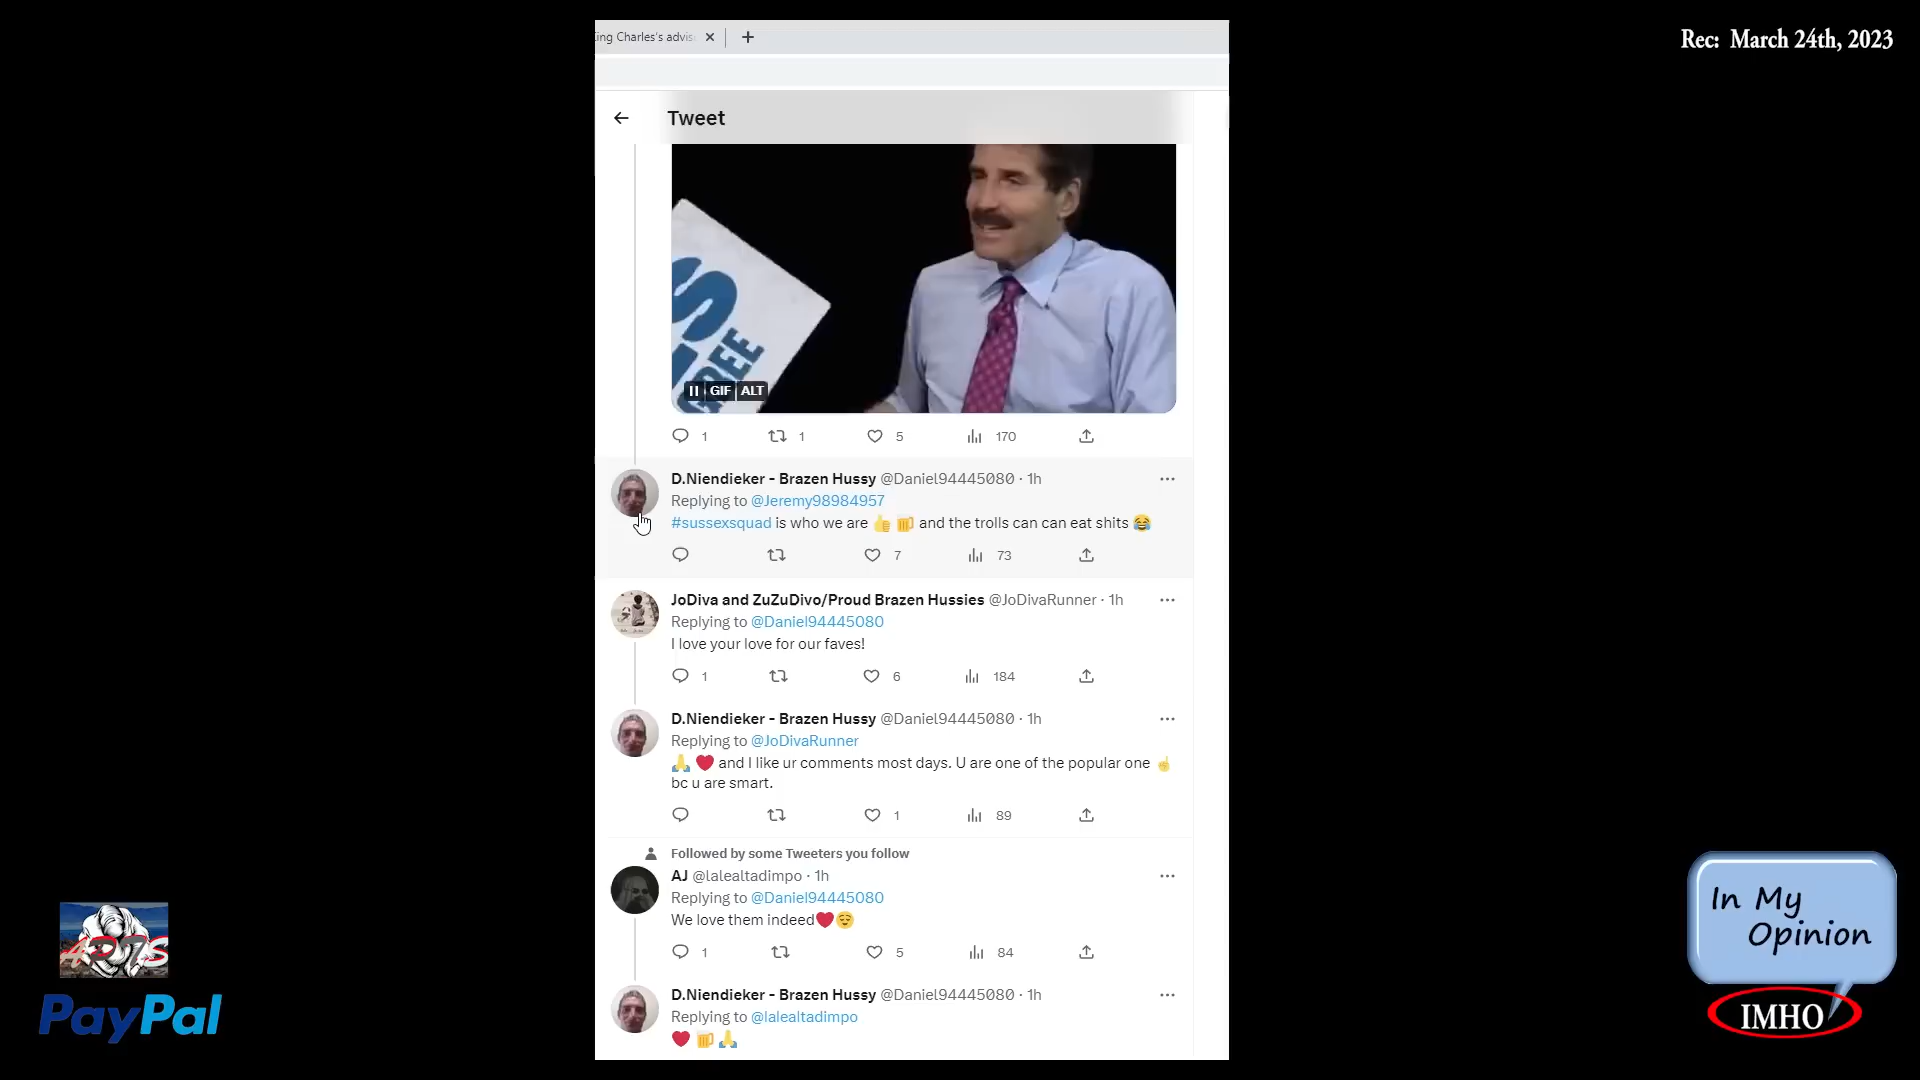 King Charles's advis
Rec: March 24th, 2023
Tweet
S
FREE
GIF ALT
1 1 5 170
D.Niendieker - Brazen Hussy @Daniel94445080 · 1h
Replying to @Jeremy98984957
#sussexsquad is who we are 👍 🍻 and the trolls can can eat shits 😂
7 73
JoDiva and ZuZuDivo/Proud Brazen Hussies @JoDivaRunner · 1h
Replying to @Daniel94445080
I love your love for our faves!
1 6 184
D.Niendieker - Brazen Hussy @Daniel94445080 · 1h
Replying to @JoDivaRunner
🙏 ❤️ and I like ur comments most days. U are one of the popular one ☝
bc u are smart.
1 89
Followed by some Tweeters you follow
AJ @lalealtadimpo · 1h
Replying to @Daniel94445080
We love them indeed❤️😌
1 5 84
D.Niendieker - Brazen Hussy @Daniel94445080 · 1h
Replying to @lalealtadimpo
❤️ 🍻 🙏
PayPal
In My
Opinion
IMHO